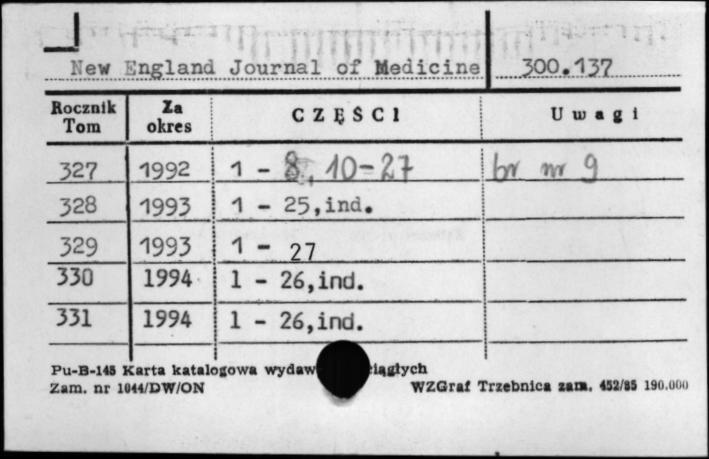 New England Journal of Medicine 300.137
Rocznik Tom Za okres CZĘŚCI Uwagi
327 1992 1 - 8, 10-27 br nr 9
328 1993 1 - 25,ind.
329 1993 1 - 27
330 1994 1 - 26,ind.
331 1994 1 - 26,ind.
Pu-B-145 Karta katalogowa wydaw ciągłych
Zam. nr 1044/DW/ON WZGraf Trzebnica zam. 452/85 190.000